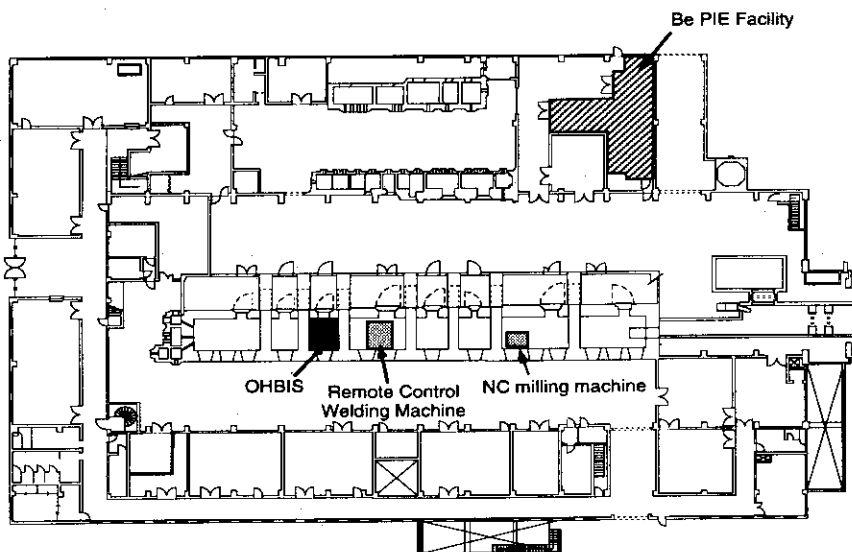 Be PIE Facility
OHBIS
Remote Control
Welding Machine
NC milling machine